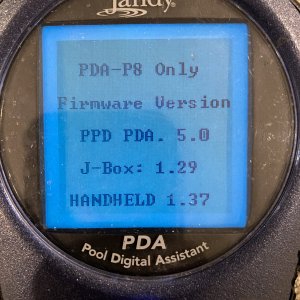 Jandy
PDA-P8 Only
Firmware Version
PPD PDA. 5.0
J-Box: 1.29
HANDHELD 1.37
PDA
Pool Digital Assistant